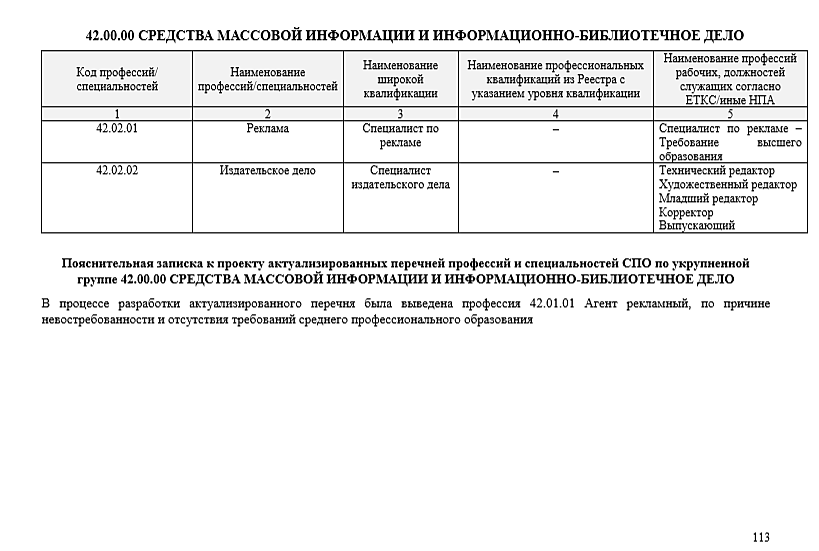 42.00.00 СРЕДСТВА МАССОВОЙ ИНФОРМАЦИИ И ИНФОРМАЦИОННО-БИБЛИОТЕЧНОЕ ДЕЛО
Код профессий/
специальностей
Наименование
профессий/специальностей
Наименование
широкой
квалификации
Наименование профессиональных
квалификаций из Реестра с
указанием уровня квалификации
Наименование профессий
рабочих, должностей
служащих согласно
ЕТКС/иные НПА
1 2 3 4 5
42.02.01
Реклама
Специалист по
рекламе
–
Специалист по рекламе –
Требование высшего
образования
42.02.02
Издательское дело
Специалист
издательского дела
–
Технический редактор
Художественный редактор
Младший редактор
Корректор
Выпускающий
Пояснительная записка к проекту актуализированных перечней профессий и специальностей СПО по укрупненной
группе 42.00.00 СРЕДСТВА МАССОВОЙ ИНФОРМАЦИИ И ИНФОРМАЦИОННО-БИБЛИОТЕЧНОЕ ДЕЛО
В процессе разработки актуализированного перечня была выведена профессия 42.01.01 Агент рекламный, по причине
невостребованности и отсутствия требований среднего профессионального образования
113